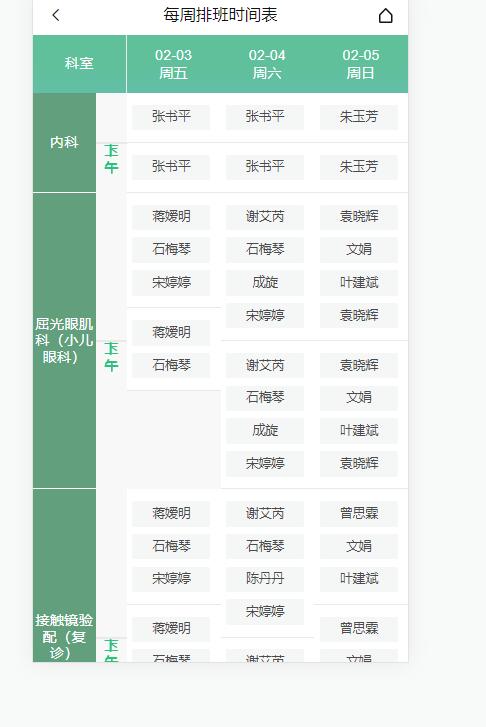 每周排班时间表
科室
02-03
周五
02-04
周六
02-05
周日
内科
午
张书平
张书平
朱玉芳
张书平
张书平
朱玉芳
屈光眼肌
科（小儿
眼科）
午
蒋嫒明
谢艾芮
袁晓辉
石梅琴
石梅琴
文娟
宋婷婷
成旋
叶建斌
宋婷婷
袁晓辉
蒋嫒明
石梅琴
谢艾芮
袁晓辉
石梅琴
文娟
成旋
叶建斌
宋婷婷
袁晓辉
接触镜验
配（复
诊）
午
蒋嫒明
谢艾芮
曾思霖
石梅琴
石梅琴
文娟
宋婷婷
陈丹丹
叶建斌
宋婷婷
蒋嫒明
曾思霖
石梅琴
谢艾芮
文娟